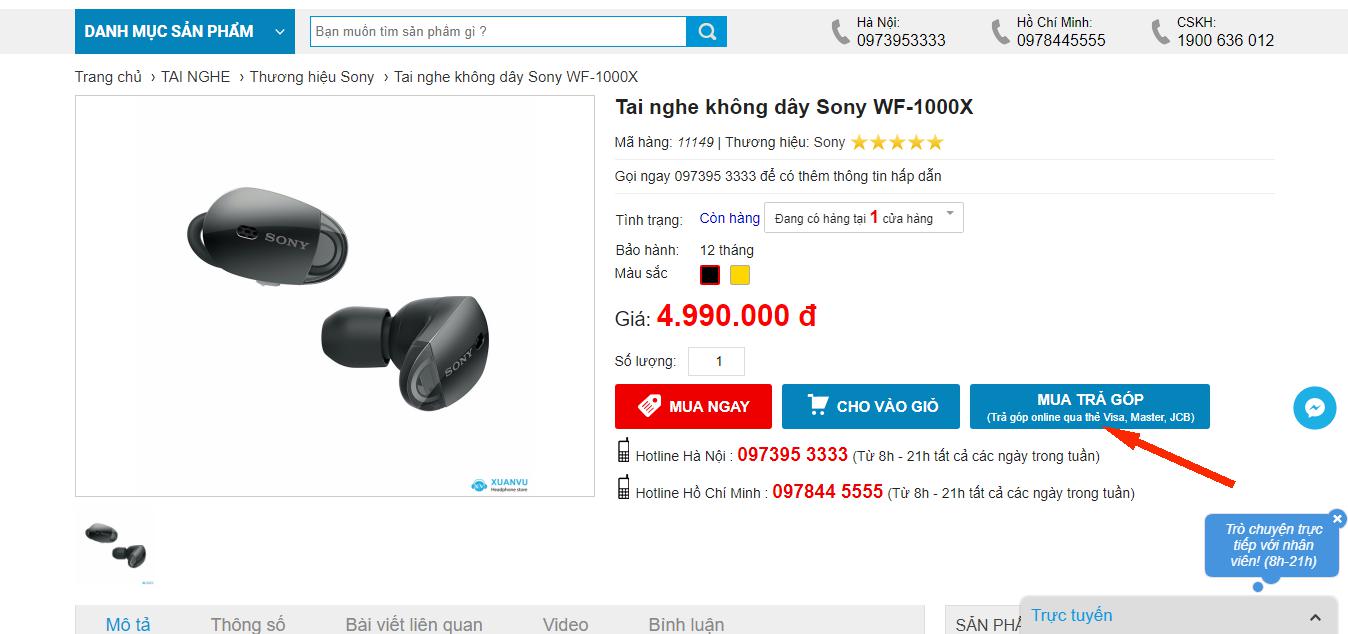 DANH MỤC SẢN PHẨM
Bạn muốn tìm sản phẩm gì ?
Hà Nội:
0973953333
Hồ Chí Minh:
0978445555
CSKH:
1900 636 012
Trang chủ › TAI NGHE › Thương hiệu Sony › Tai nghe không dây Sony WF-1000X
SONY
SONY
XUANVU
Headphone store
Tai nghe không dây Sony WF-1000X
Mã hàng: 11149 | Thương hiệu: Sony
Gọi ngay 097395 3333 để có thêm thông tin hấp dẫn
Tình trạng: Còn hàng Đang có hàng tại 1 cửa hàng
Bảo hành: 12 tháng
Màu sắc
Giá: 4.990.000 đ
Số lượng: 1
MUA NGAY
CHO VÀO GIỎ
MUA TRẢ GÓP
(Trả góp online qua thẻ Visa, Master, JCB)
Hotline Hà Nội : 097395 3333 (Từ 8h - 21h tất cả các ngày trong tuần)
Hotline Hồ Chí Minh : 097844 5555 (Từ 8h - 21h tất cả các ngày trong tuần)
Trò chuyện trực
tiếp với nhân
viên! (8h-21h)
Mô tả Thông số Bài viết liên quan Video Bình luận
SẢN PHẨ
Trực tuyến